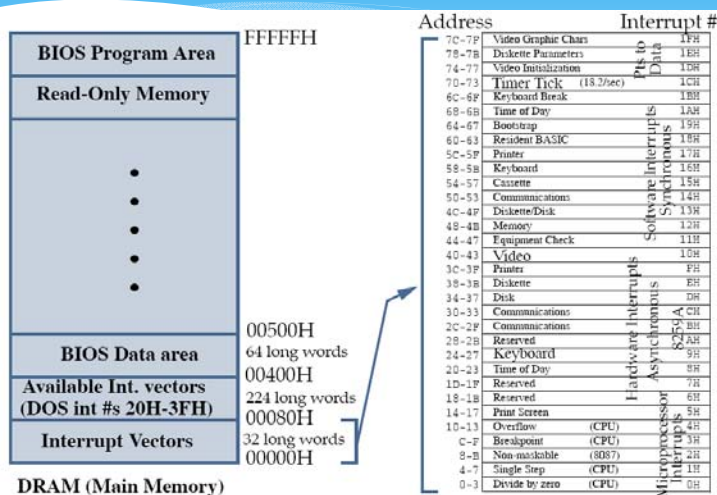 BIOS Program Area
Read-Only Memory
BIOS Data area
Available Int. vectors
(DOS int #s 20H-3FH)
Interrupt Vectors
DRAM (Main Memory)
FFFFFH
00500H
64 long words
00400H
224 long words
00080H
32 long words
00000H
Address Interrupt #
7C-7F Video Graphic Chars 1FH
78-7B Diskette Parameters 1EH
74-77 Video Initialization 1DH
70-73 Timer Tick (18.2/sec) 1CH
6C-6F Keyboard Break 1BH
68-6B Time of Day 1AH
64-67 Bootstrap 19H
60-63 Resident BASIC 18H
5C-5F Printer 17H
58-5B Keyboard 16H
54-57 Cassette 15H
50-53 Communications 14H
4C-4F Diskette/Disk 13H
48-4B Memory 12H
44-47 Equipment Check 11H
40-43 Video 10H
3C-3F Printer FH
38-3B Diskette EH
34-37 Disk DH
30-33 Communications CH
2C-2F Communications BH
28-2B Reserved AH
24-27 Keyboard 9H
20-23 Time of Day 8H
1D-1F Reserved 7H
18-1B Reserved 6H
14-17 Print Screen 5H
10-13 Overflow (CPU) 4H
C-F Breakpoint (CPU) 3H
8-B Non-maskable (8087) 2H
4-7 Single Step (CPU) 1H
0-3 Divide by zero (CPU) 0H
Pts to
Data
Software Interrupts
Synchronous
Hardware Interrupts
Asynchronous
8259A
Microprocessor
Interrupts